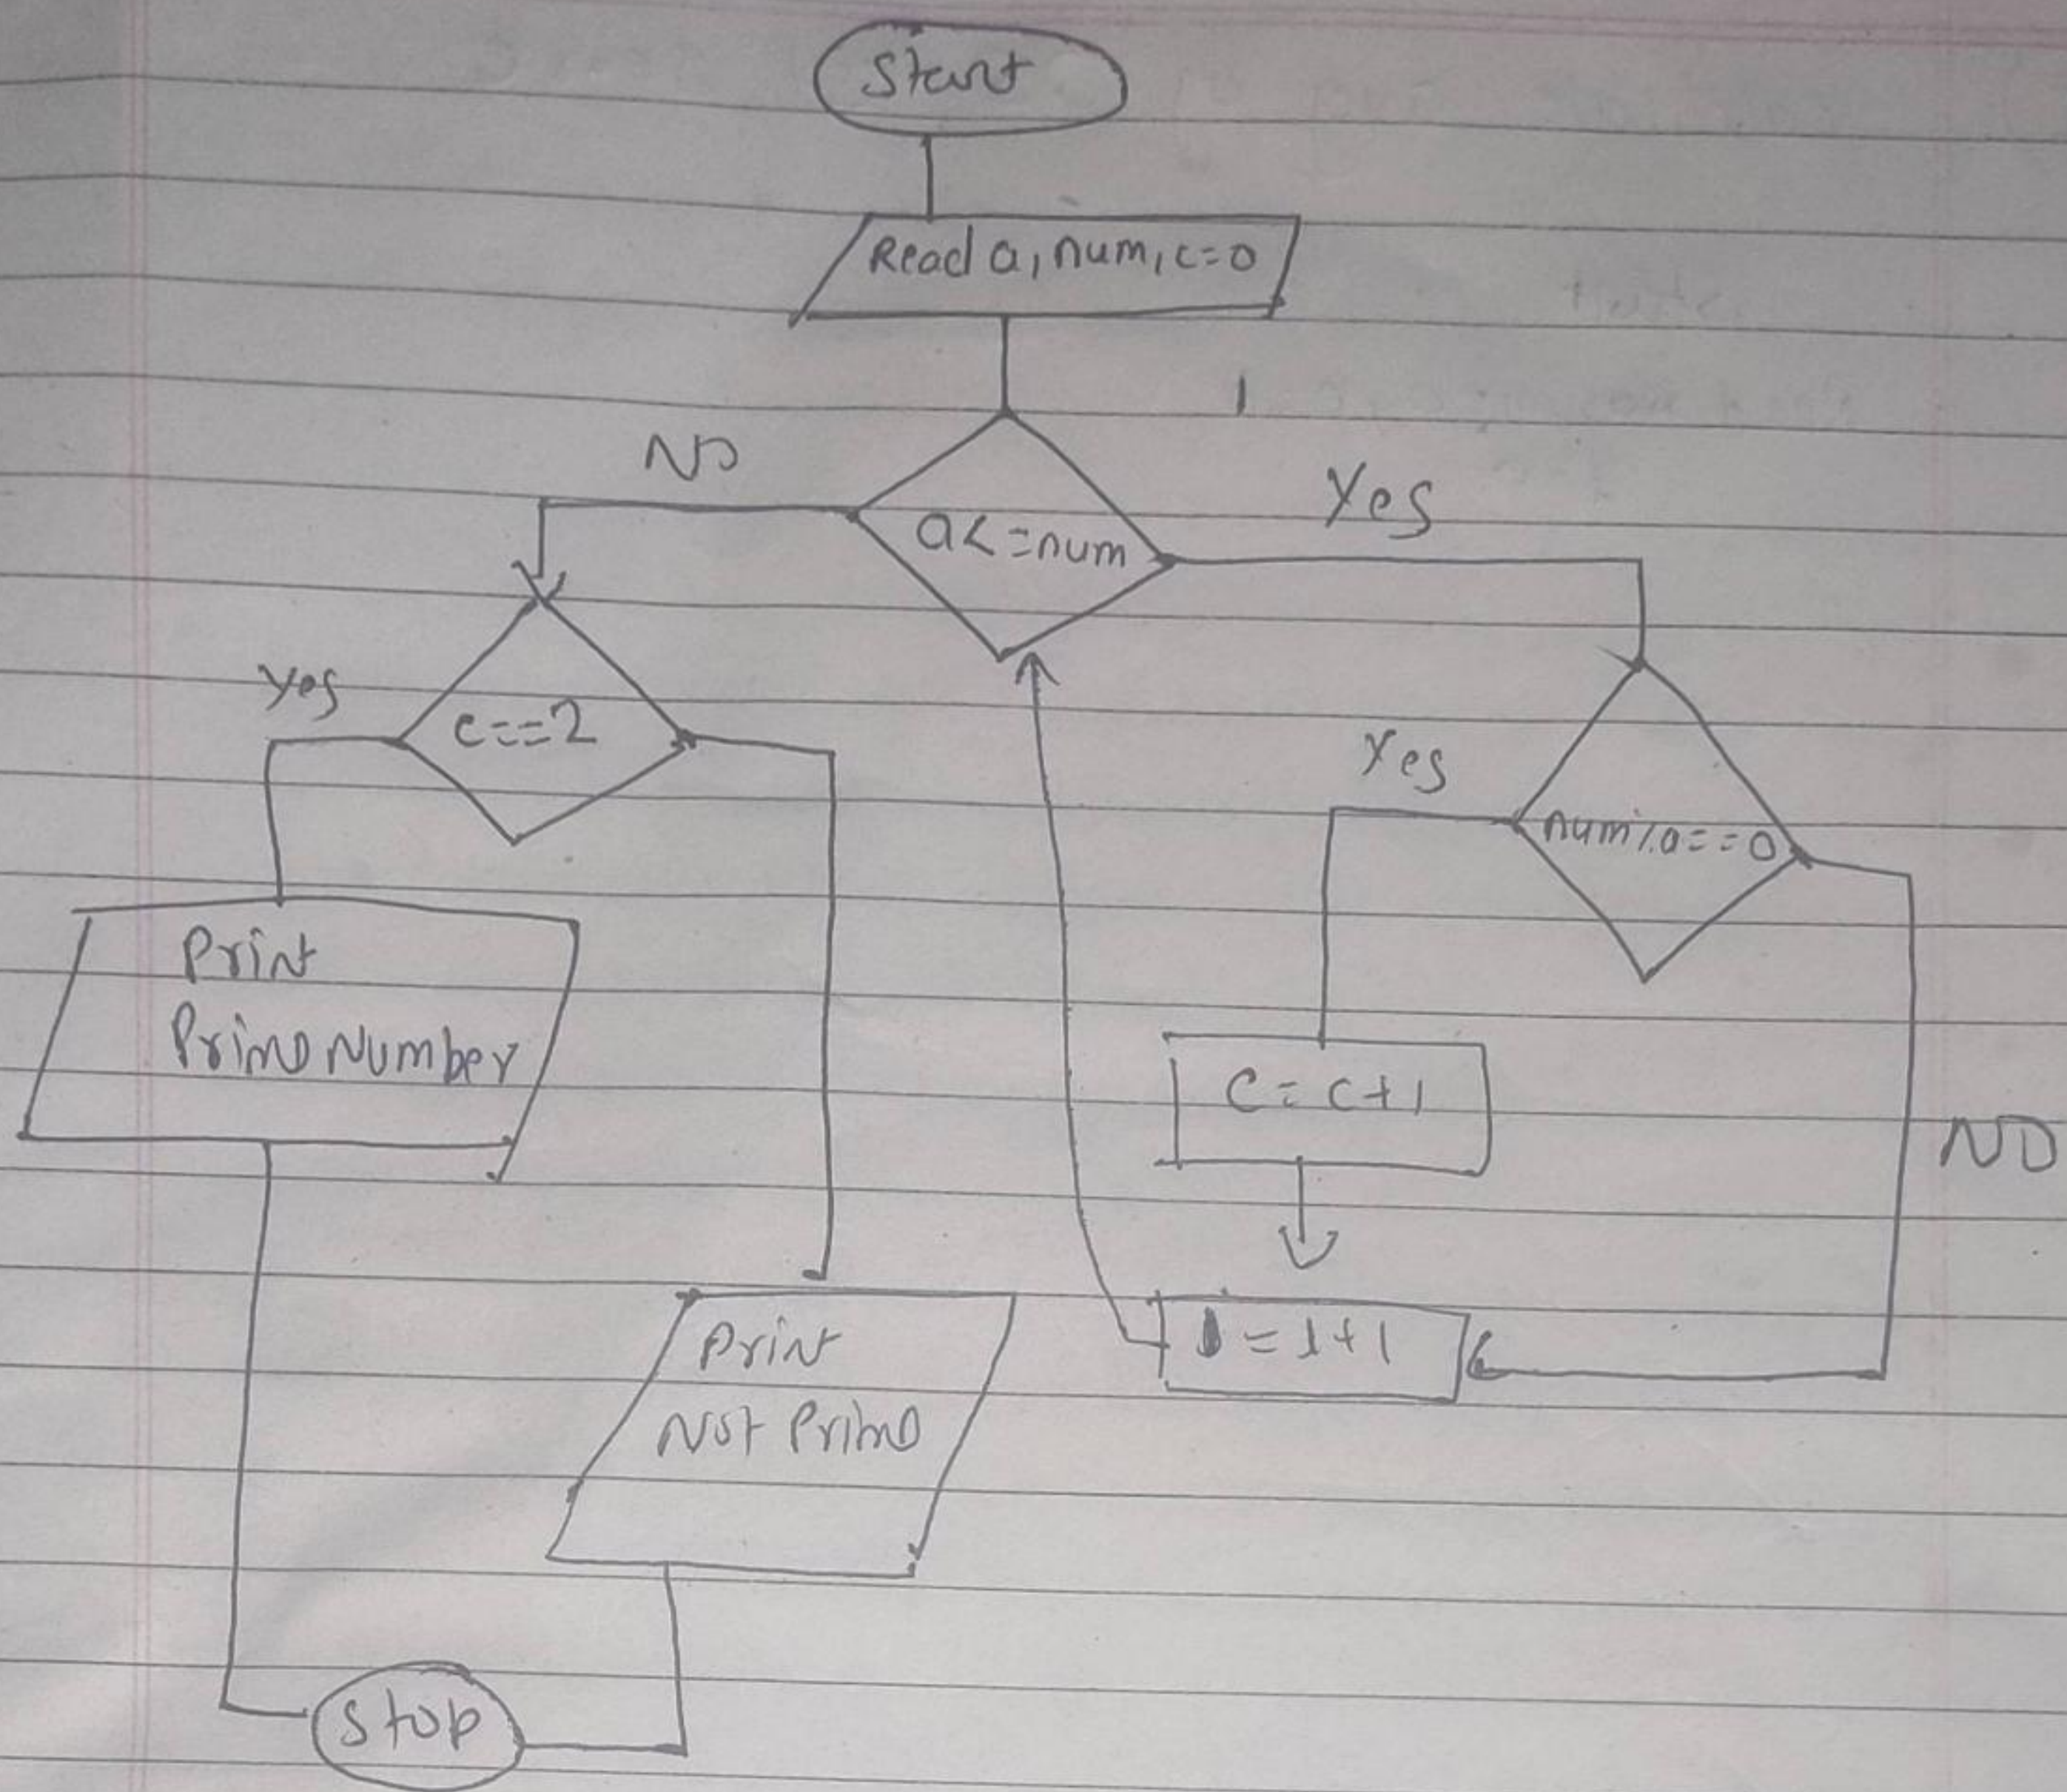 Start
Read a, num, c=0
NO
Yes
a<=num
Yes
c==2
Yes
num%a==0
Print
Prime Number
c=c+1
NO
Print
Not Prime
=1+1
Stop